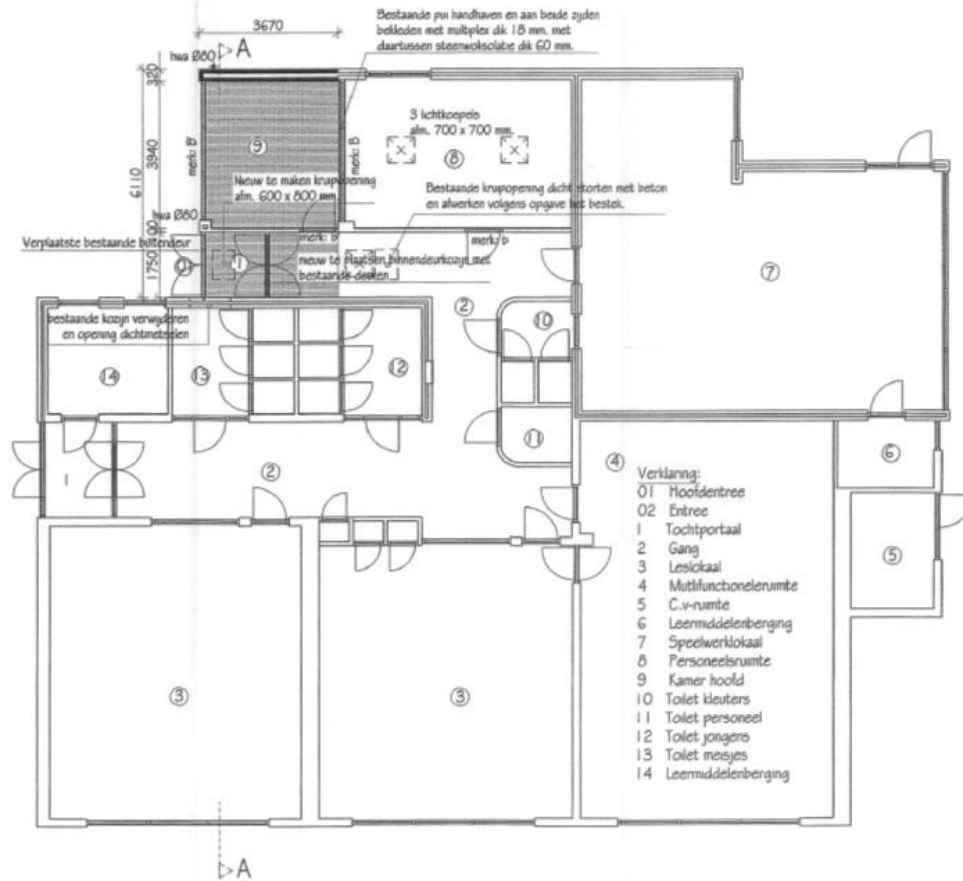 Bestaande pui handhaven en aan beide zijden
bekleden met multiplex dik 18 mm. met
daartussen steenwolisolatie dik 60 mm.
3670
A
hwa Ø80
320
3940
6110
100
1750
merk: B'
merk: B
3 lichtkoepels
afm. 700 x 700 mm.
9
8
Nieuw te maken kruipopening
afm. 600 x 800 mm.
Bestaande kruipopening dicht storten met beton
en afwerken volgens opgave het bestek.
hwa Ø80
Verplaatste bestaande buitendeur
merk: b
merk: b
01
1
nieuw te plaatsen binnendeurkozijn met
bestaande deuren
7
2
10
bestaande kozijn verwijderen
en opening dichtmetselen
14
13
12
11
2
4
6
1
5
3
3
Verklaring:
01 Hoofdentree
02 Entree
1 Tochtportaal
2 Gang
3 Leslokaal
4 Mutlifunctioneleruimte
5 C.v-ruimte
6 Leermiddelenberging
7 Speelwerklokaal
8 Personeelsruimte
9 Kamer hoofd
10 Toilet kleuters
11 Toilet personeel
12 Toilet jongens
13 Toilet meisjes
14 Leermiddelenberging
A